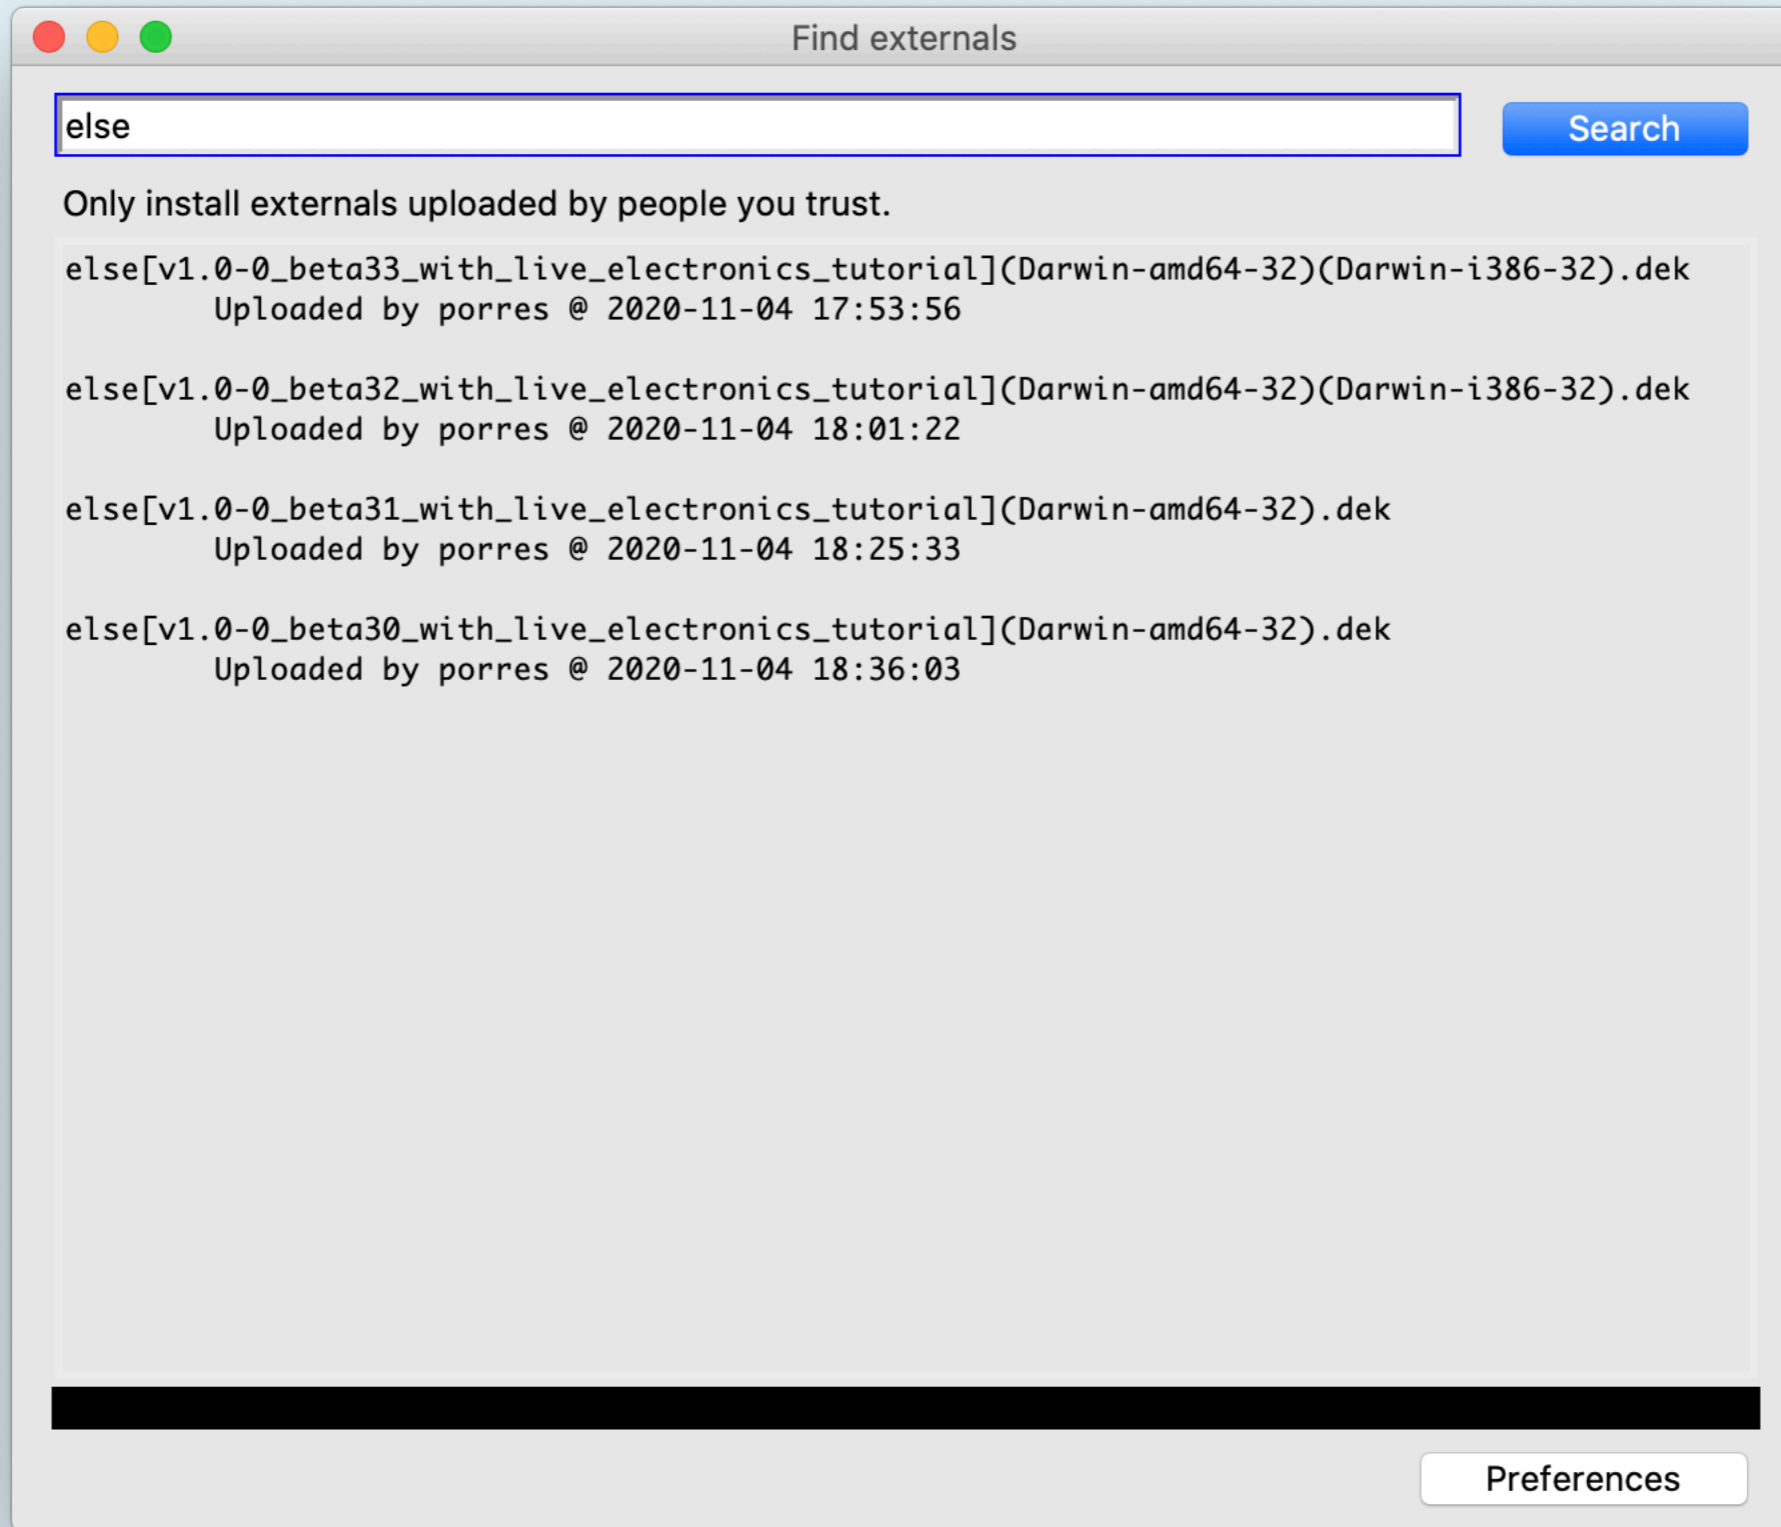 Find externals
else
Search
Only install externals uploaded by people you trust.
else[v1.0-0_beta33_with_live_electronics_tutorial](Darwin-amd64-32)(Darwin-i386-32).dek
Uploaded by porres @ 2020-11-04 17:53:56
else[v1.0-0_beta32_with_live_electronics_tutorial](Darwin-amd64-32)(Darwin-i386-32).dek
Uploaded by porres @ 2020-11-04 18:01:22
else[v1.0-0_beta31_with_live_electronics_tutorial](Darwin-amd64-32).dek
Uploaded by porres @ 2020-11-04 18:25:33
else[v1.0-0_beta30_with_live_electronics_tutorial](Darwin-amd64-32).dek
Uploaded by porres @ 2020-11-04 18:36:03
Preferences